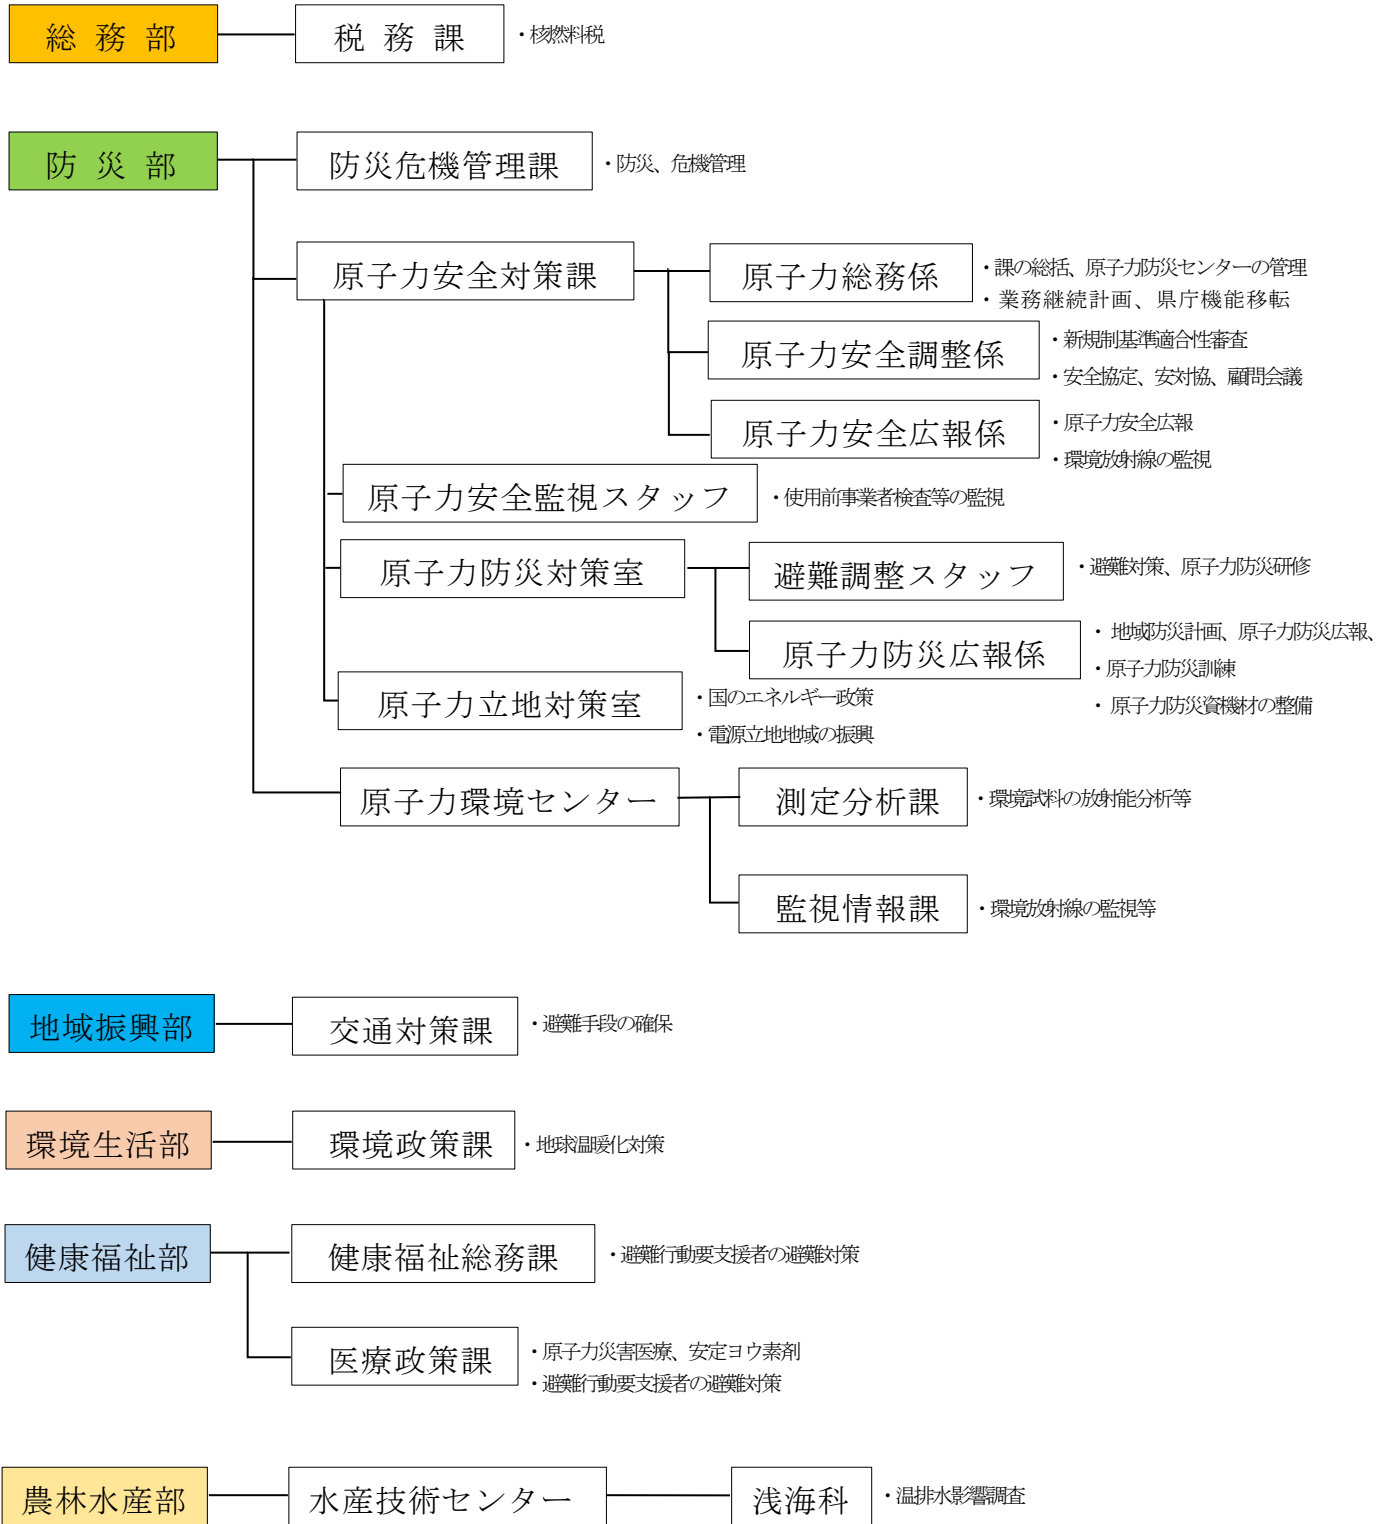 総務部
税務課
・核燃料税
防災部
防災危機管理課
・防災、危機管理
原子力安全対策課
原子力総務係
・課の総括、原子力防災センターの管理
・業務継続計画、県庁機能移転
原子力安全調整係
・新規制基準適合性審査
・安全協定、安対協、顧問会議
原子力安全広報係
・原子力安全広報
・環境放射線の監視
原子力安全監視スタッフ
・使用前事業者検査等の監視
原子力防災対策室
避難調整スタッフ
・避難対策、原子力防災研修
原子力防災広報係
・地域防災計画、原子力防災広報、
・原子力防災訓練
・原子力防災資機材の整備
原子力立地対策室
・国のエネルギー政策
・電源立地地域の振興
原子力環境センター
測定分析課
・環境試料の放射能分析等
監視情報課
・環境放射線の監視等
地域振興部
交通対策課
・避難手段の確保
環境生活部
環境政策課
・地球温暖化対策
健康福祉部
健康福祉総務課
・避難行動要支援者の避難対策
医療政策課
・原子力災害医療、安定ヨウ素剤
・避難行動要支援者の避難対策
農林水産部
水産技術センター
浅海科
・温排水影響調査